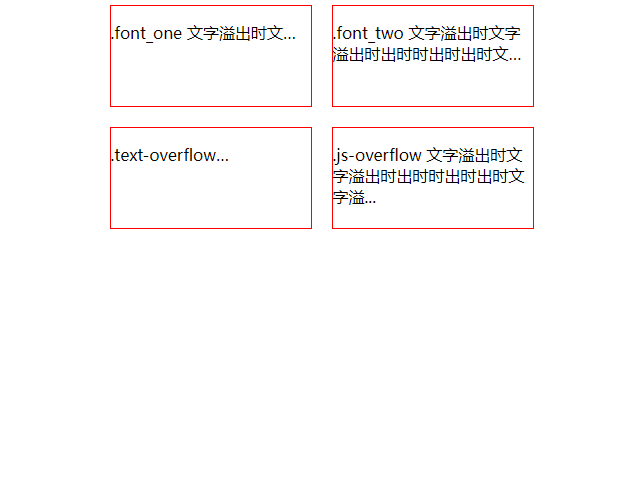 .font_one 文字溢出时文...
.font_two 文字溢出时文字
溢出时出时时出时出时文...
.text-overflow...
.js-overflow 文字溢出时文
字溢出时出时时出时出时文
字溢...